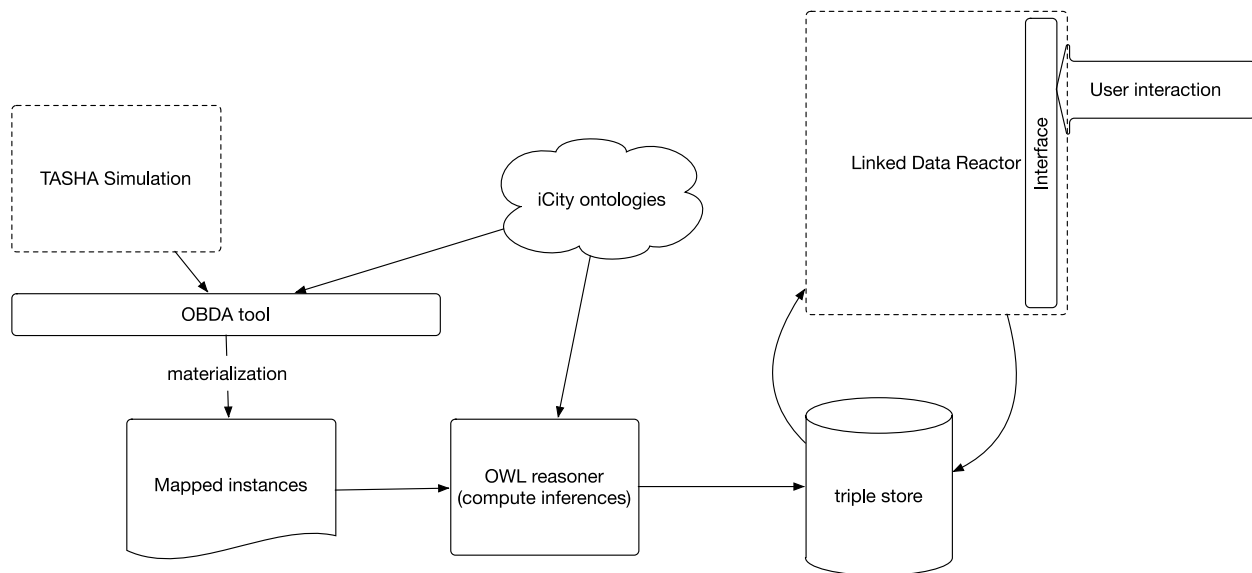 User interaction
Interface
Linked Data Reactor
TASHA Simulation
iCity ontologies
OBDA tool
materialization
Mapped instances
OWL reasoner
(compute inferences)
triple store